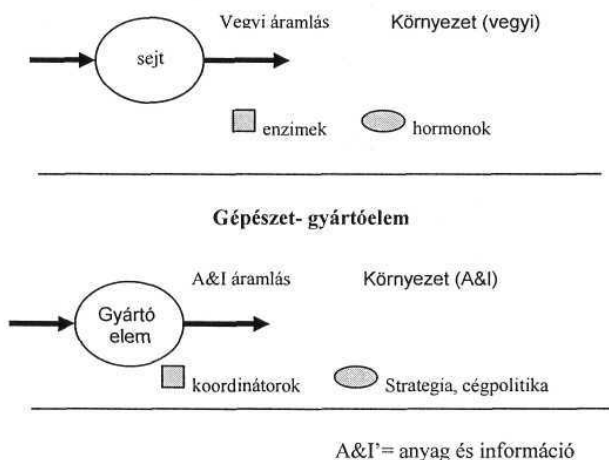 Vegyi áramlás Környezet (vegyi)
sejt
enzimek hormonok
Gépészet- gyártóelem
A&I áramlás Környezet (A&I)
Gyártó
elem
koordinátorok Strategia, cégpolitika
A&I'= anyag és információ